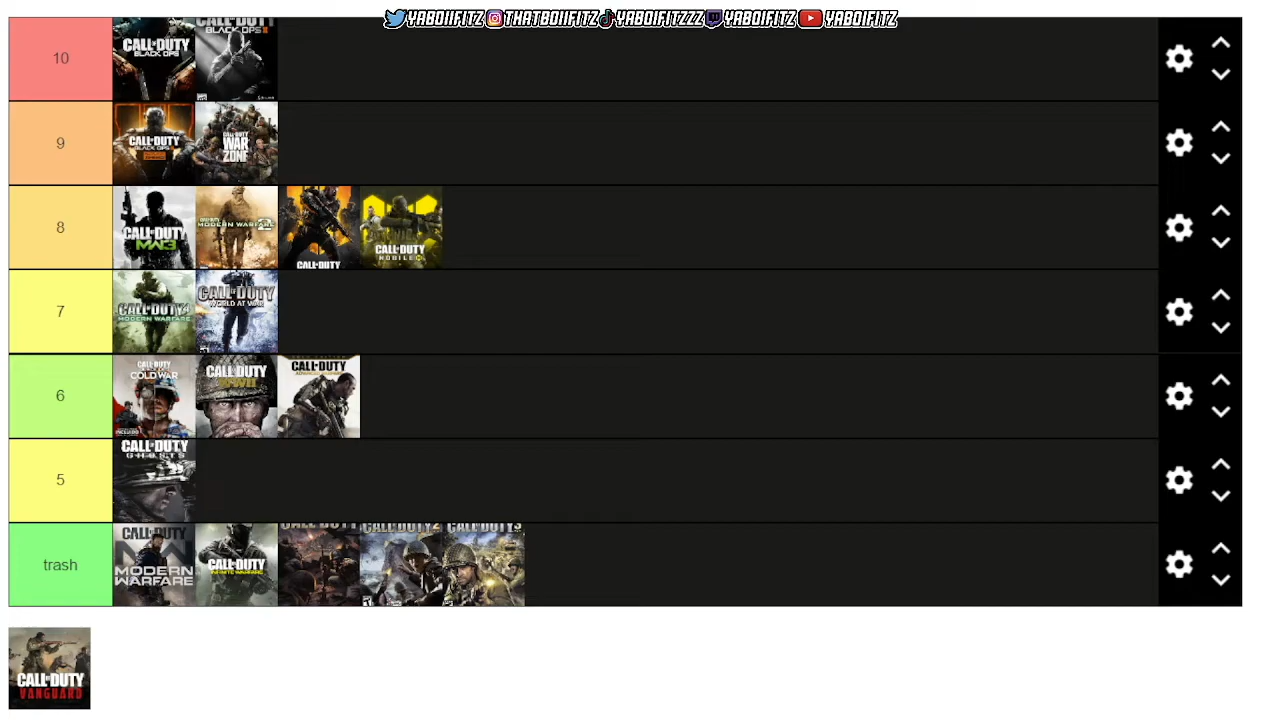 YABOIIFITZ THATBOIIFITZ YABOIFITZZZ YABOIFITZ YABOIFITZ
10
CALL OF DUTY
BLACK OPS
CALL OF DUTY
BLACK OPS II
9
CALL OF DUTY
BLACK OPS
CALL OF DUTY
WAR
ZONE
8
CALL OF DUTY
MW3
MODERN WARFARE 2
CALL OF DUTY
CALL OF DUTY
MOBILE
7
CALL OF DUTY 4
MODERN WARFARE
CALL OF DUTY
WORLD AT WAR
6
CALL OF DUTY
COLD WAR
CALL OF DUTY
WWII
CALL OF DUTY
ADVANCED WARFARE
5
CALL OF DUTY
GHOSTS
trash
CALL OF DUTY
MODERN
WARFARE
CALL OF DUTY
INFINITE WARFARE
CALL OF DUTY
CALL OF DUTY 2
CALL OF DUTY 3
CALL OF DUTY
VANGUARD